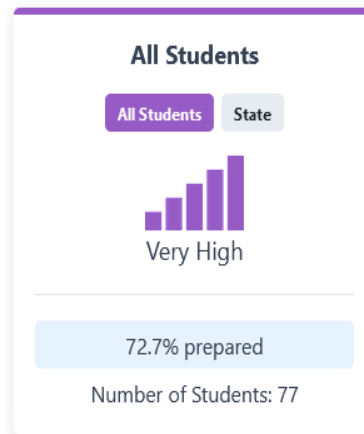 All Students
All Students State
Very High
72.7% prepared
Number of Students: 77